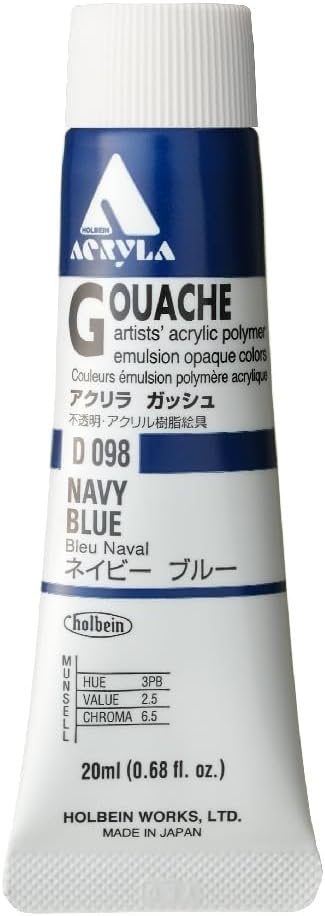 HOLBEIN
ACRYLA
GOUACHE
artists' acrylic polymer
emulsion opaque colors
Couleurs émulsion polymère acrylique
アクリラ ガッシュ
不透明・アクリル樹脂絵具
D 098
NAVY
BLUE
Bleu Naval
ネイビー ブルー
holbein
MUNSELL
HUE 3PB
VALUE 2.5
CHROMA 6.5
20ml (0.68 fl. oz.)
HOLBEIN WORKS, LTD.
MADE IN JAPAN